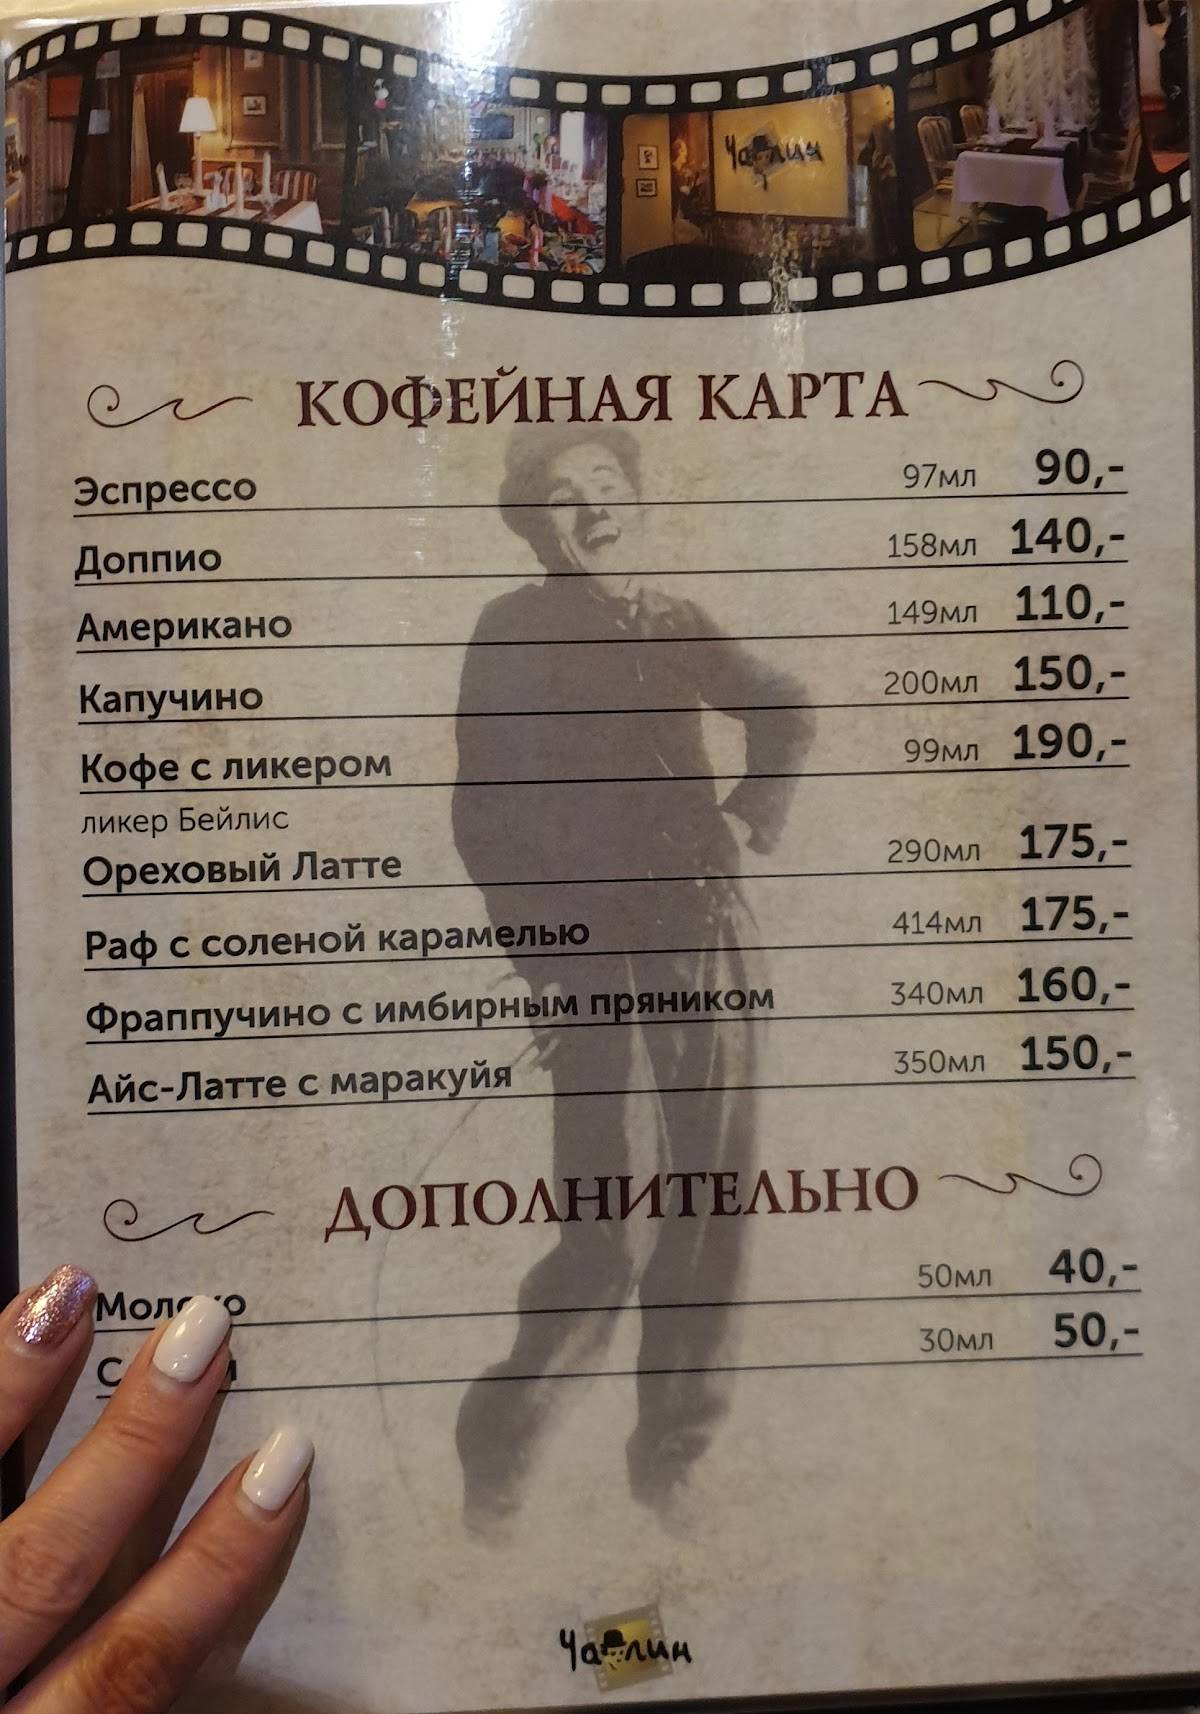 Чаплин
КОФЕЙНАЯ КАРТА
Эспрессо 97мл 90,-
Доппио 158мл 140,-
Американо 149мл 110,-
Капучино 200мл 150,-
Кофе с ликером 99мл 190,-
ликер Бейлис
Ореховый Латте 290мл 175,-
Раф с соленой карамелью 414мл 175,-
Фраппучино с имбирным пряником 340мл 160,-
Айс-Латте с маракуйя 350мл 150,-
ДОПОЛНИТЕЛЬНО
Молоко 50мл 40,-
30мл 50,-
Чаплин